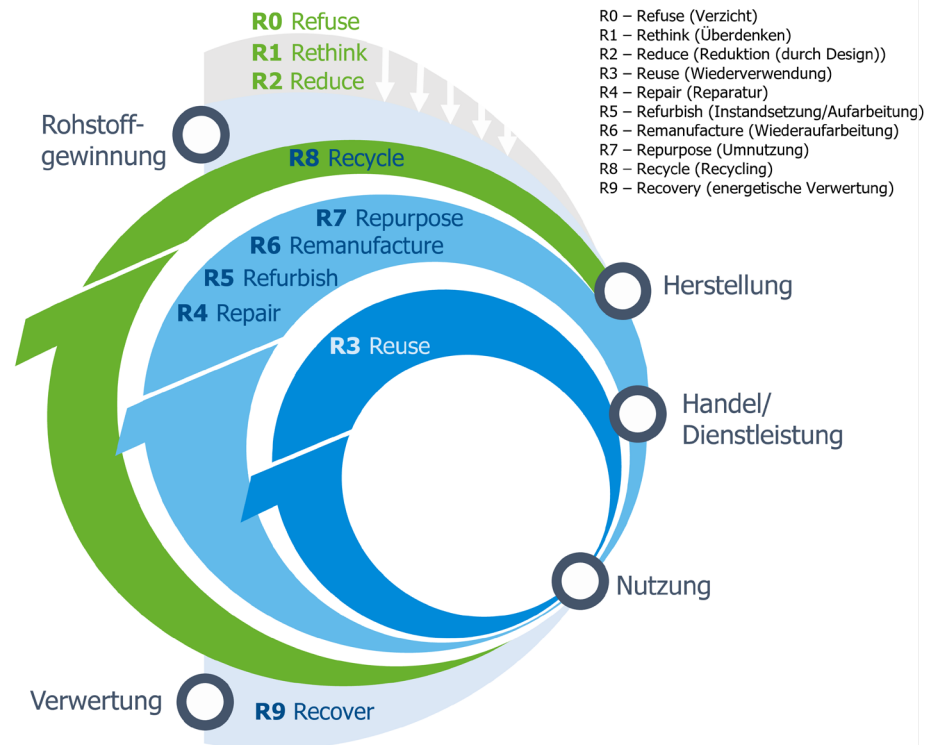 R0 Refuse
R1 Rethink
R2 Reduce
R0 – Refuse (Verzicht)
R1 – Rethink (Überdenken)
R2 – Reduce (Reduktion (durch Design))
R3 – Reuse (Wiederverwendung)
R4 – Repair (Reparatur)
R5 – Refurbish (Instandsetzung/Aufarbeitung)
R6 – Remanufacture (Wiederaufarbeitung)
R7 – Repurpose (Umnutzung)
R8 – Recycle (Recycling)
R9 – Recovery (energetische Verwertung)
Rohstoff-
gewinnung
R8 Recycle
R7 Repurpose
R6 Remanufacture
R5 Refurbish
R4 Repair
R3 Reuse
Herstellung
Handel/
Dienstleistung
Nutzung
Verwertung
R9 Recover